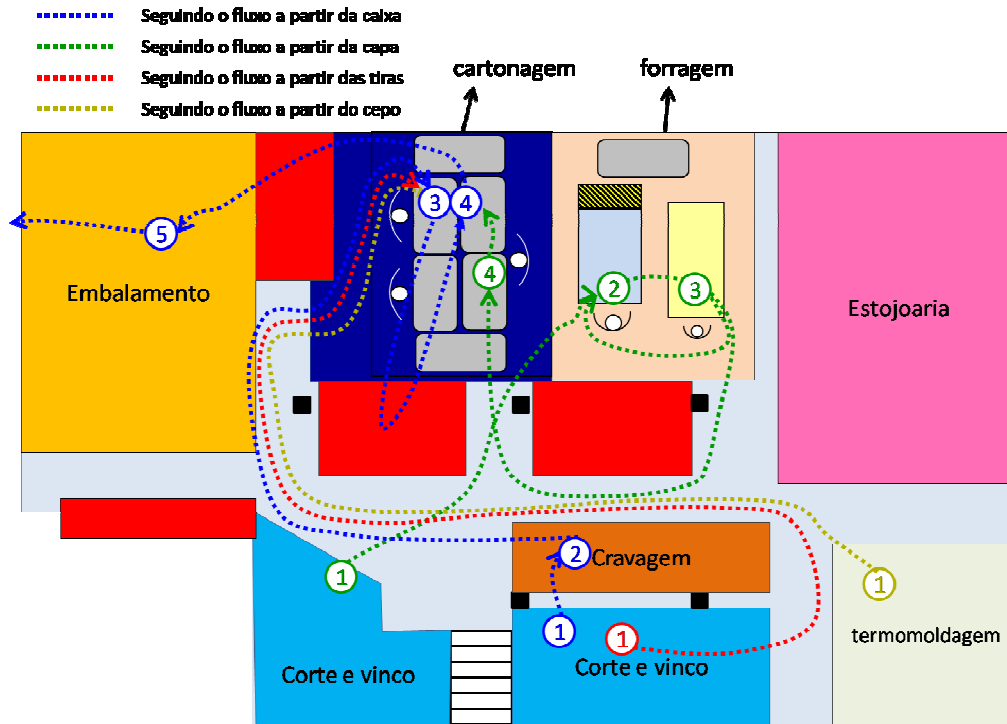 Seguindo o fluxo a partir da caixa
Seguindo o fluxo a partir da capa
Seguindo o fluxo a partir das tiras
Seguindo o fluxo a partir do cepo
cartonagem
forragem
3
4
5
4
2
3
Embalamento
Estojoaria
1
2
Cravagem
1
1
1
termomoldagem
Corte e vinco
Corte e vinco